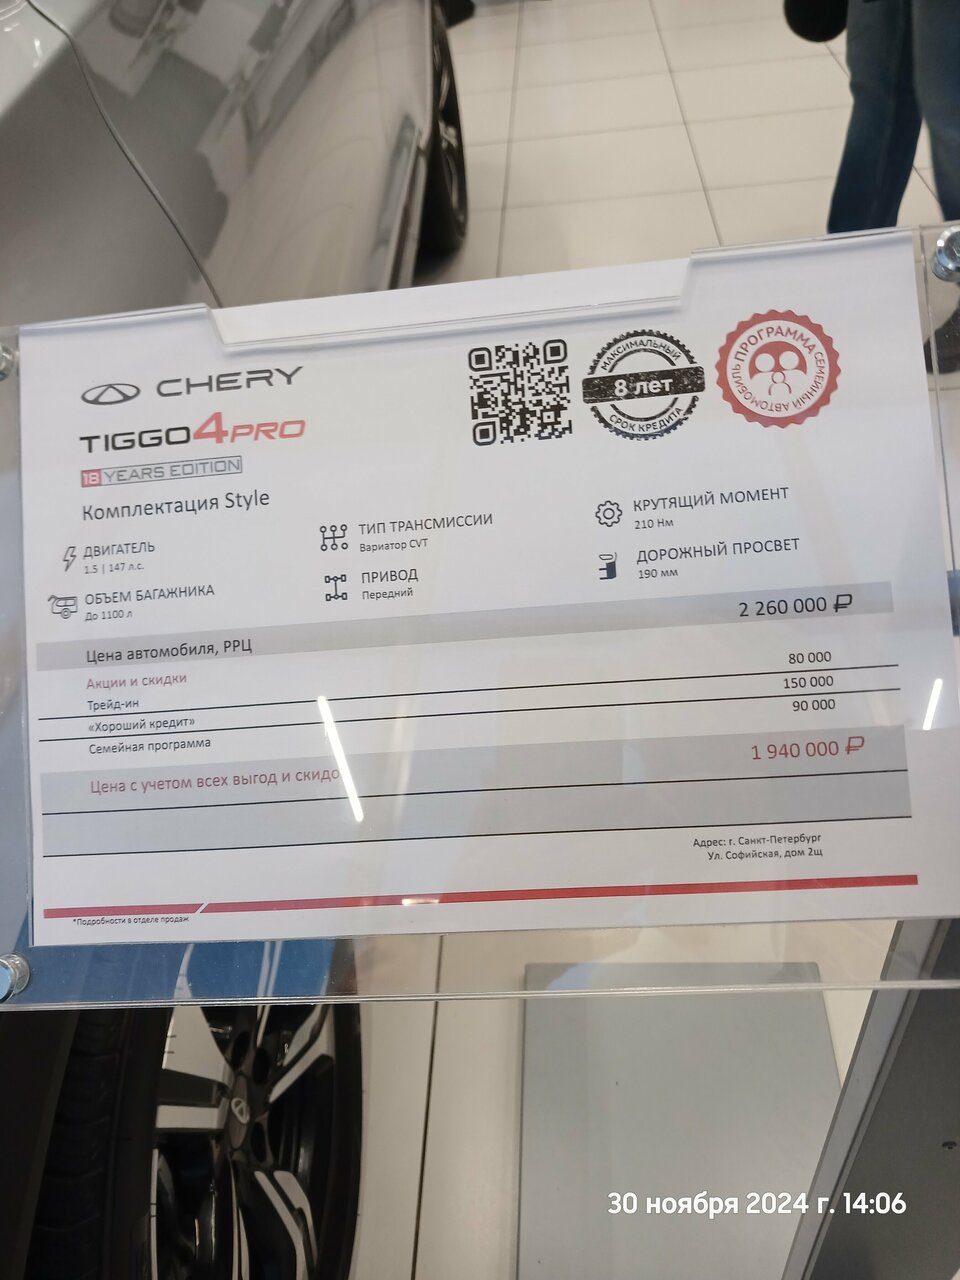 CHERY
TIGGO4PRO
18 YEARS EDITION
Комплектация Style
МАКСИМАЛЬНЫЙ
8 лет
СРОК КРЕДИТА
ПРОГРАММА СЕМЕЙНЫЙ АВТОМОБИЛЬ
ДВИГАТЕЛЬ
1.5 | 147 л.с.
ТИП ТРАНСМИССИИ
Вариатор CVT
КРУТЯЩИЙ МОМЕНТ
210 Нм
ОБЪЕМ БАГАЖНИКА
До 1100 л
ПРИВОД
Передний
ДОРОЖНЫЙ ПРОСВЕТ
190 мм
Цена автомобиля, РРЦ 2 260 000 ₽
Акции и скидки
Трейд-ин 80 000
«Хороший кредит» 150 000
Семейная программа 90 000
Цена с учетом всех выгод и скидо 1 940 000 ₽
Адрес: г. Санкт-Петербург
Ул. Софийская, дом 2щ
*Подробности в отделе продаж
30 ноября 2024 г. 14:06